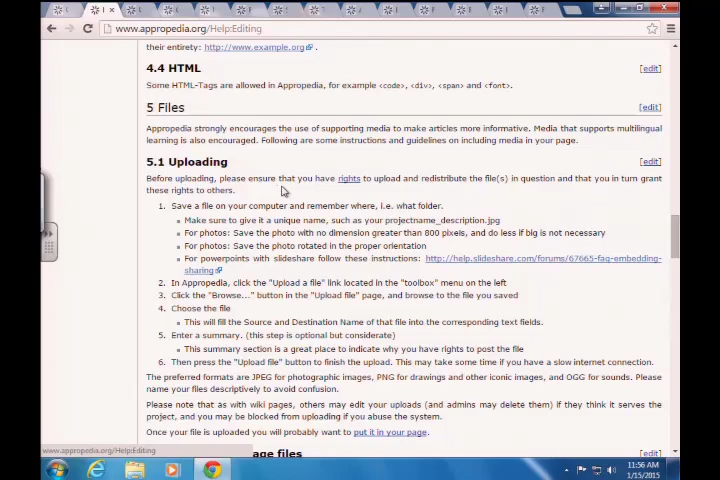 www.appropedia.org/Help:Editing
their entirety: http://www.example.org .
4.4 HTML
[edit]
Some HTML-Tags are allowed in Appropedia, for example <code>, <div>, <span> and <font>.
5 Files
[edit]
Appropedia strongly encourages the use of supporting media to make articles more informative. Media that supports multilingual
learning is also encouraged. Following are some instructions and guidelines on including media in your page.
5.1 Uploading
[edit]
Before uploading, please ensure that you have rights to upload and redistribute the file(s) in question and that you in turn grant
these rights to others.
1. Save a file on your computer and remember where, i.e. what folder.
Make sure to give it a unique name, such as your projectname_description.jpg
For photos: Save the photo with no dimension greater than 800 pixels, and do less if big is not necessary
For photos: Save the photo rotated in the proper orientation
For powerpoints with slideshare follow these instructions: http://help.slideshare.com/forums/67665-faq-embedding-
sharing
2. In Appropedia, click the "Upload a file" link located in the "toolbox" menu on the left
3. Click the "Browse..." button in the "Upload file" page, and browse to the file you saved
4. Choose the file
This will fill the Source and Destination Name of that file into the corresponding text fields.
5. Enter a summary. (this step is optional but considerate)
This summary section is a great place to indicate why you have rights to post the file
6. Then press the "Upload file" button to finish the upload. This may take some time if you have a slow internet connection.
The preferred formats are JPEG for photographic images, PNG for drawings and other iconic images, and OGG for sounds. Please
name your files descriptively to avoid confusion.
Please note that as with wiki pages, others may edit your uploads (and admins may delete them) if they think it serves the
project, and you may be blocked from uploading if you abuse the system.
Once your file is uploaded you will probably want to put it in your page.
www.appropedia.org/Help:Editing
age files
[edit]
11:56 AM
1/15/2015